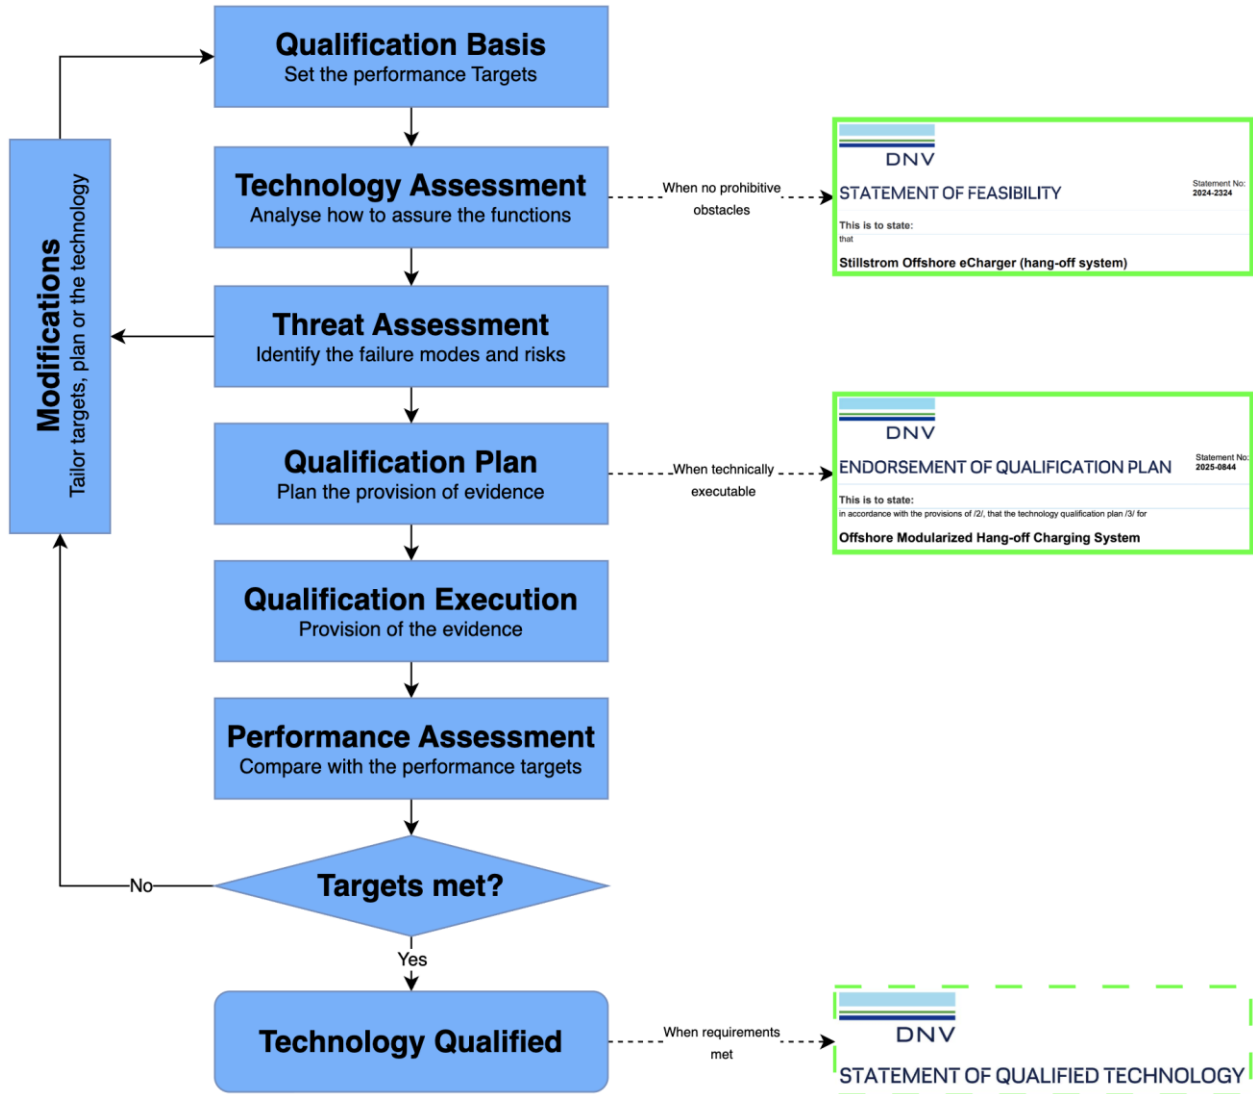 Qualification Basis
Set the performance Targets
Modifications
Tailor targets, plan or the technology
Technology Assessment
Analyse how to assure the functions
When no prohibitive
obstacles
DNV
STATEMENT OF FEASIBILITY
Statement No:
2024-2324
This is to state:
that
Stillstrom Offshore eCharger (hang-off system)
Threat Assessment
Identify the failure modes and risks
Qualification Plan
Plan the provision of evidence
When technically
executable
DNV
ENDORSEMENT OF QUALIFICATION PLAN
Statement No:
2025-0844
This is to state:
in accordance with the provisions of /2/, that the technology qualification plan /3/ for
Offshore Modularized Hang-off Charging System
Qualification Execution
Provision of the evidence
Performance Assessment
Compare with the performance targets
Targets met?
No
Yes
Technology Qualified
When requirements
met
DNV
STATEMENT OF QUALIFIED TECHNOLOGY